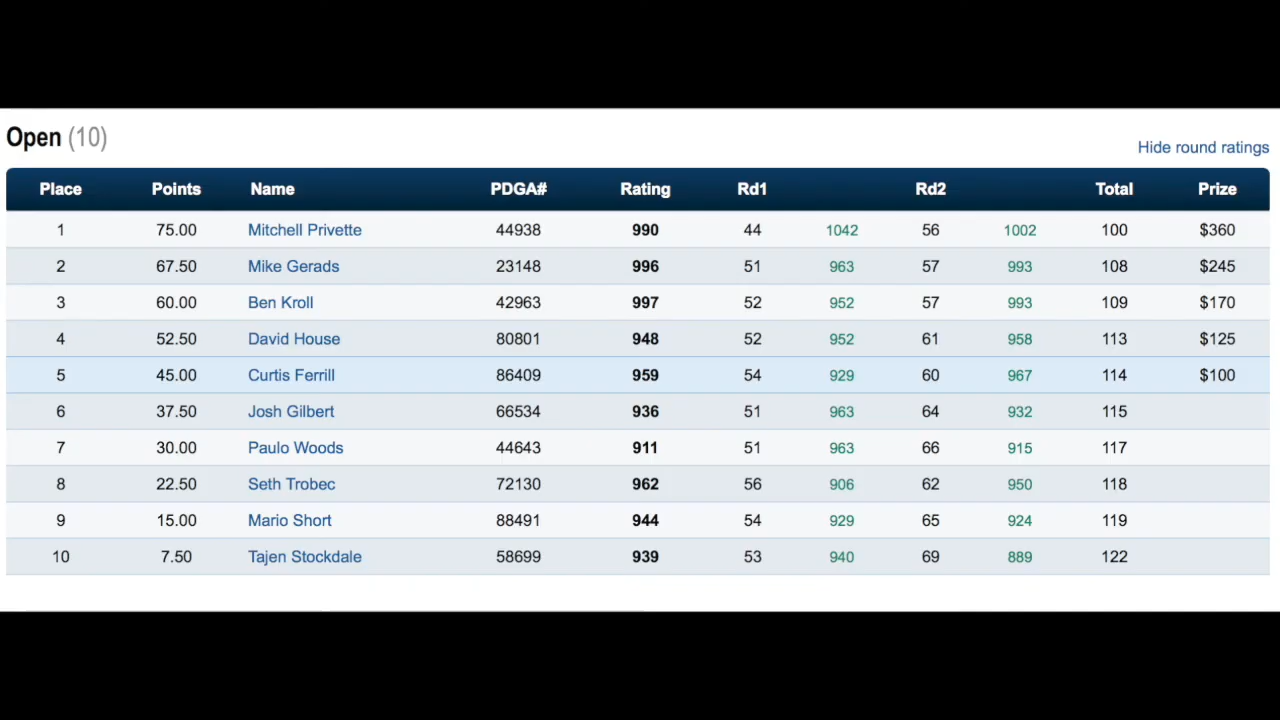 Open (10)
Hide round ratings
Place Points Name PDGA# Rating Rd1 Rd2 Total Prize
1 75.00 Mitchell Privette 44938 990 44 1042 56 1002 100 $360
2 67.50 Mike Gerads 23148 996 51 963 57 993 108 $245
3 60.00 Ben Kroll 42963 997 52 952 57 993 109 $170
4 52.50 David House 80801 948 52 952 61 958 113 $125
5 45.00 Curtis Ferrill 86409 959 54 929 60 967 114 $100
6 37.50 Josh Gilbert 66534 936 51 963 64 932 115
7 30.00 Paulo Woods 44643 911 51 963 66 915 117
8 22.50 Seth Trobec 72130 962 56 906 62 950 118
9 15.00 Mario Short 88491 944 54 929 65 924 119
10 7.50 Tajen Stockdale 58699 939 53 940 69 889 122